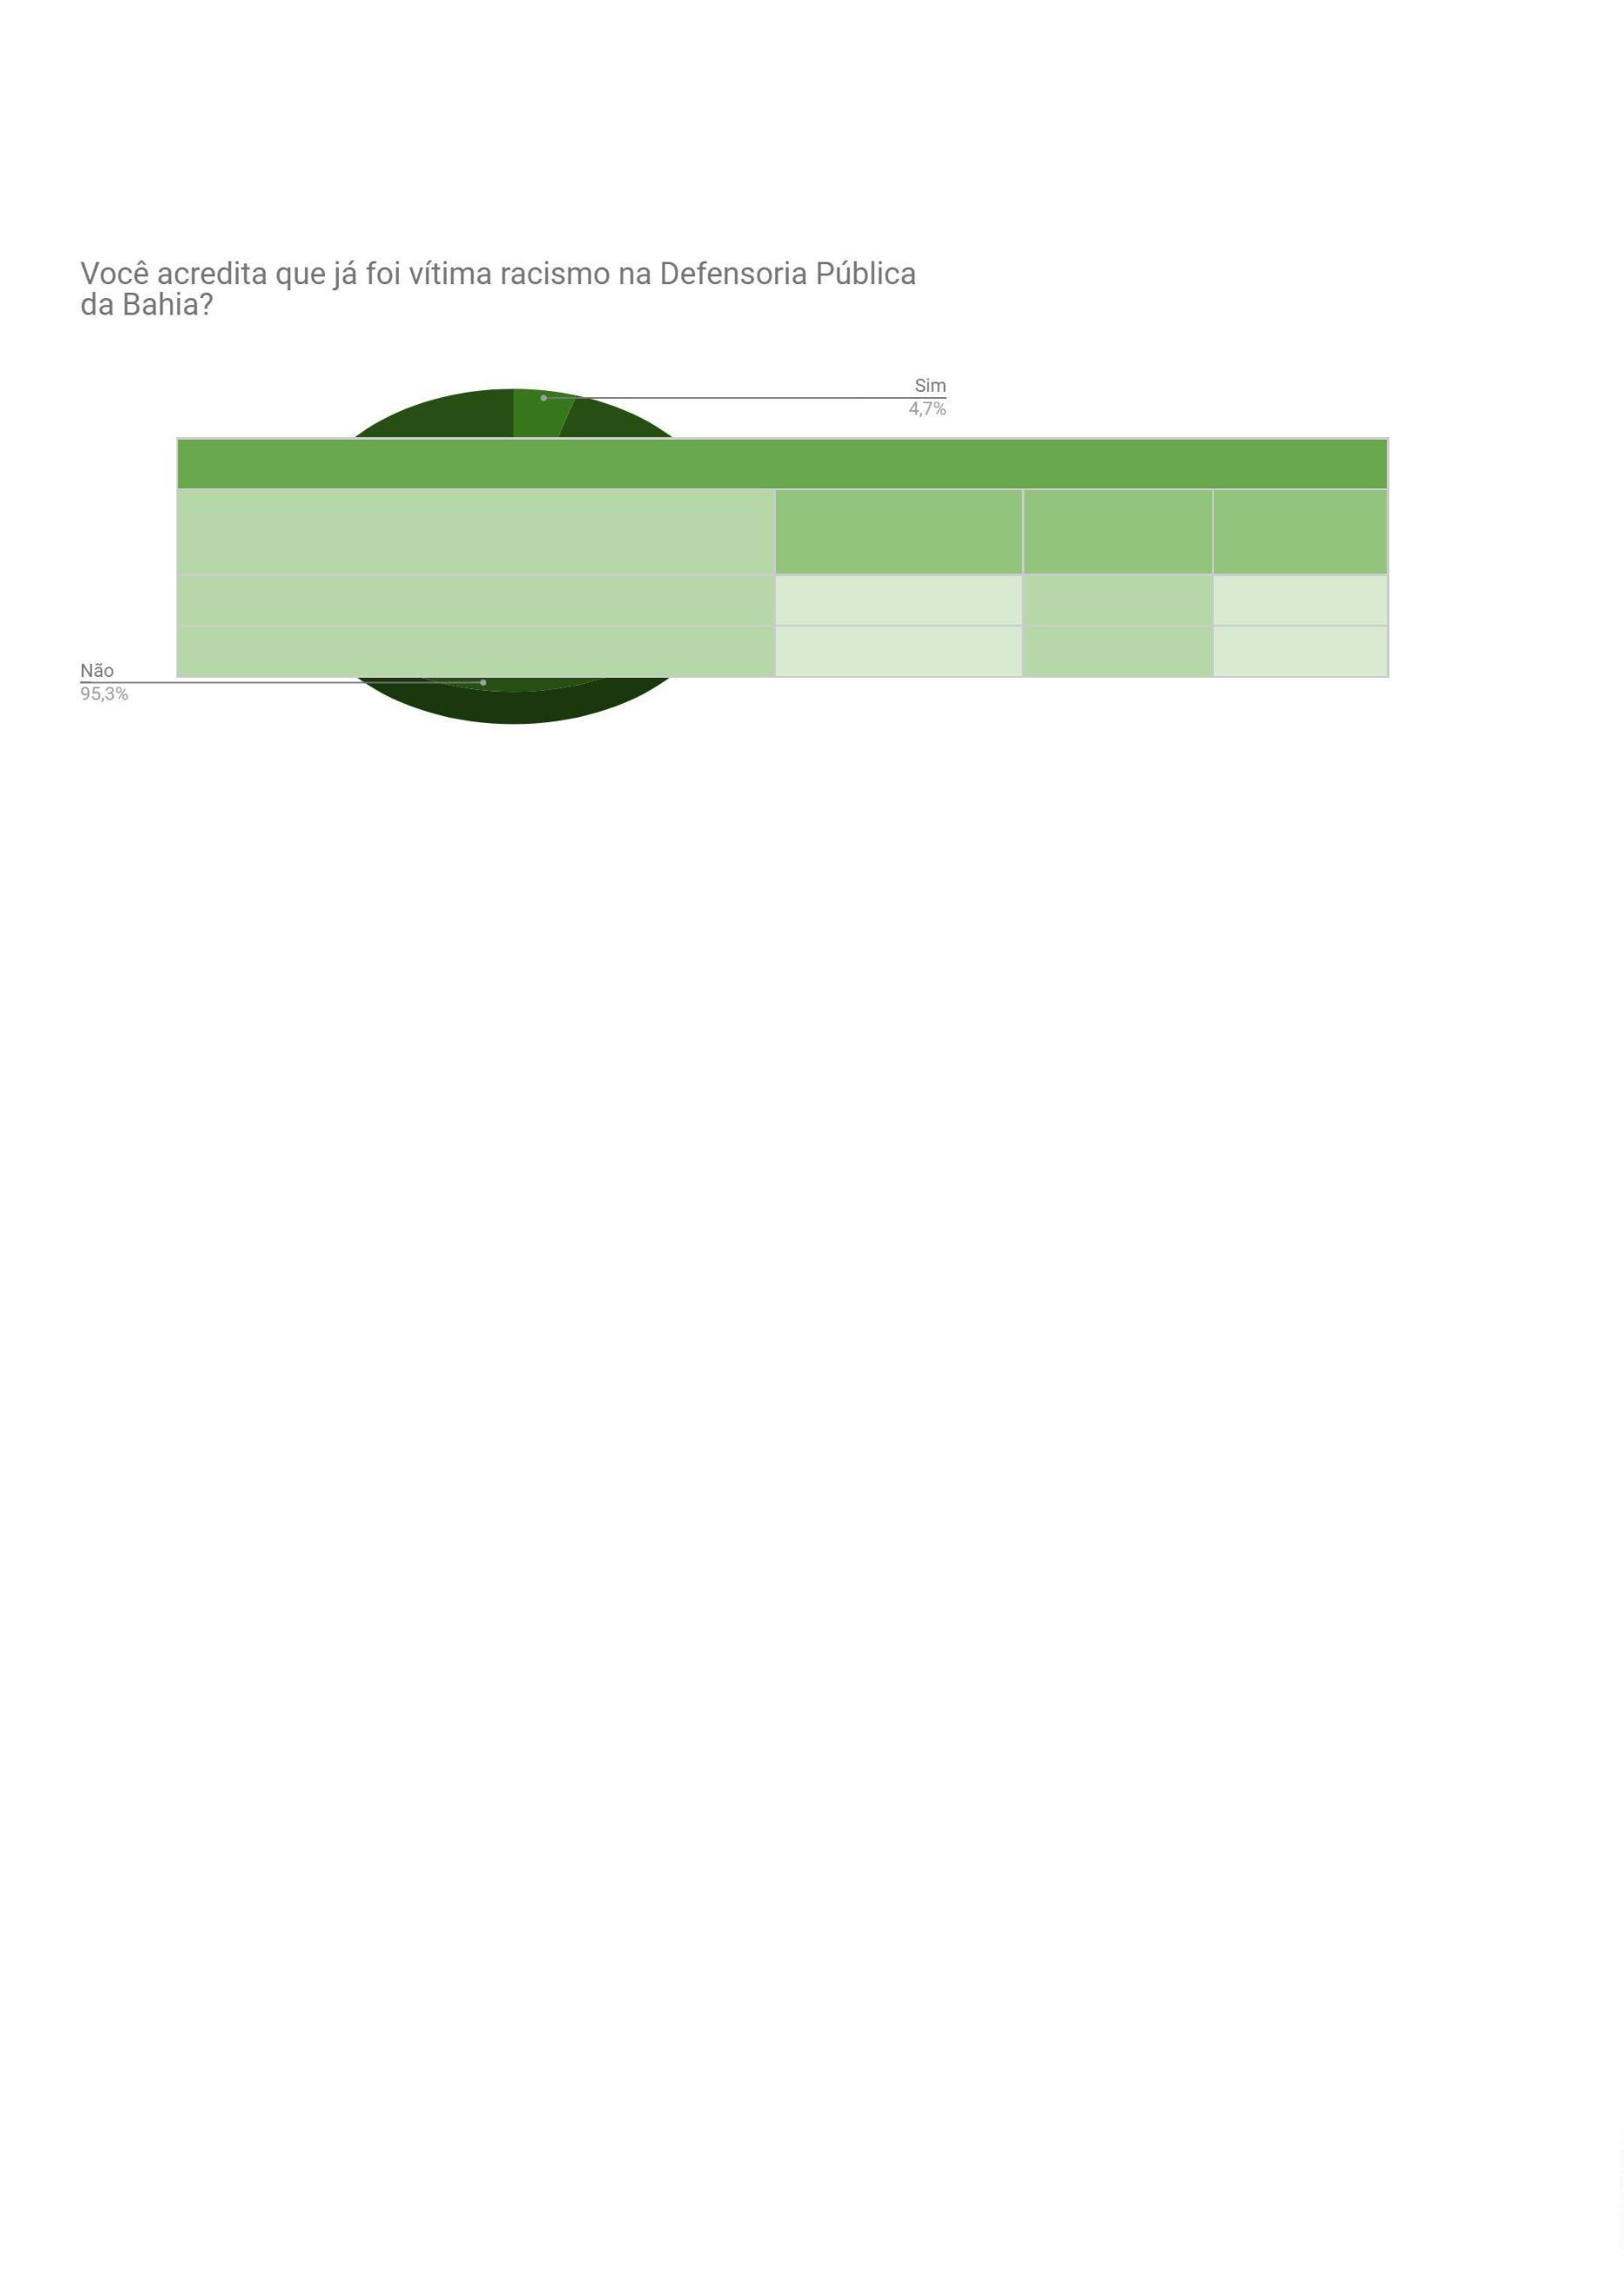 Você acredita que já foi vítima racismo na Defensoria Pública
da Bahia?
Sim
4,7%
Não
95,3%